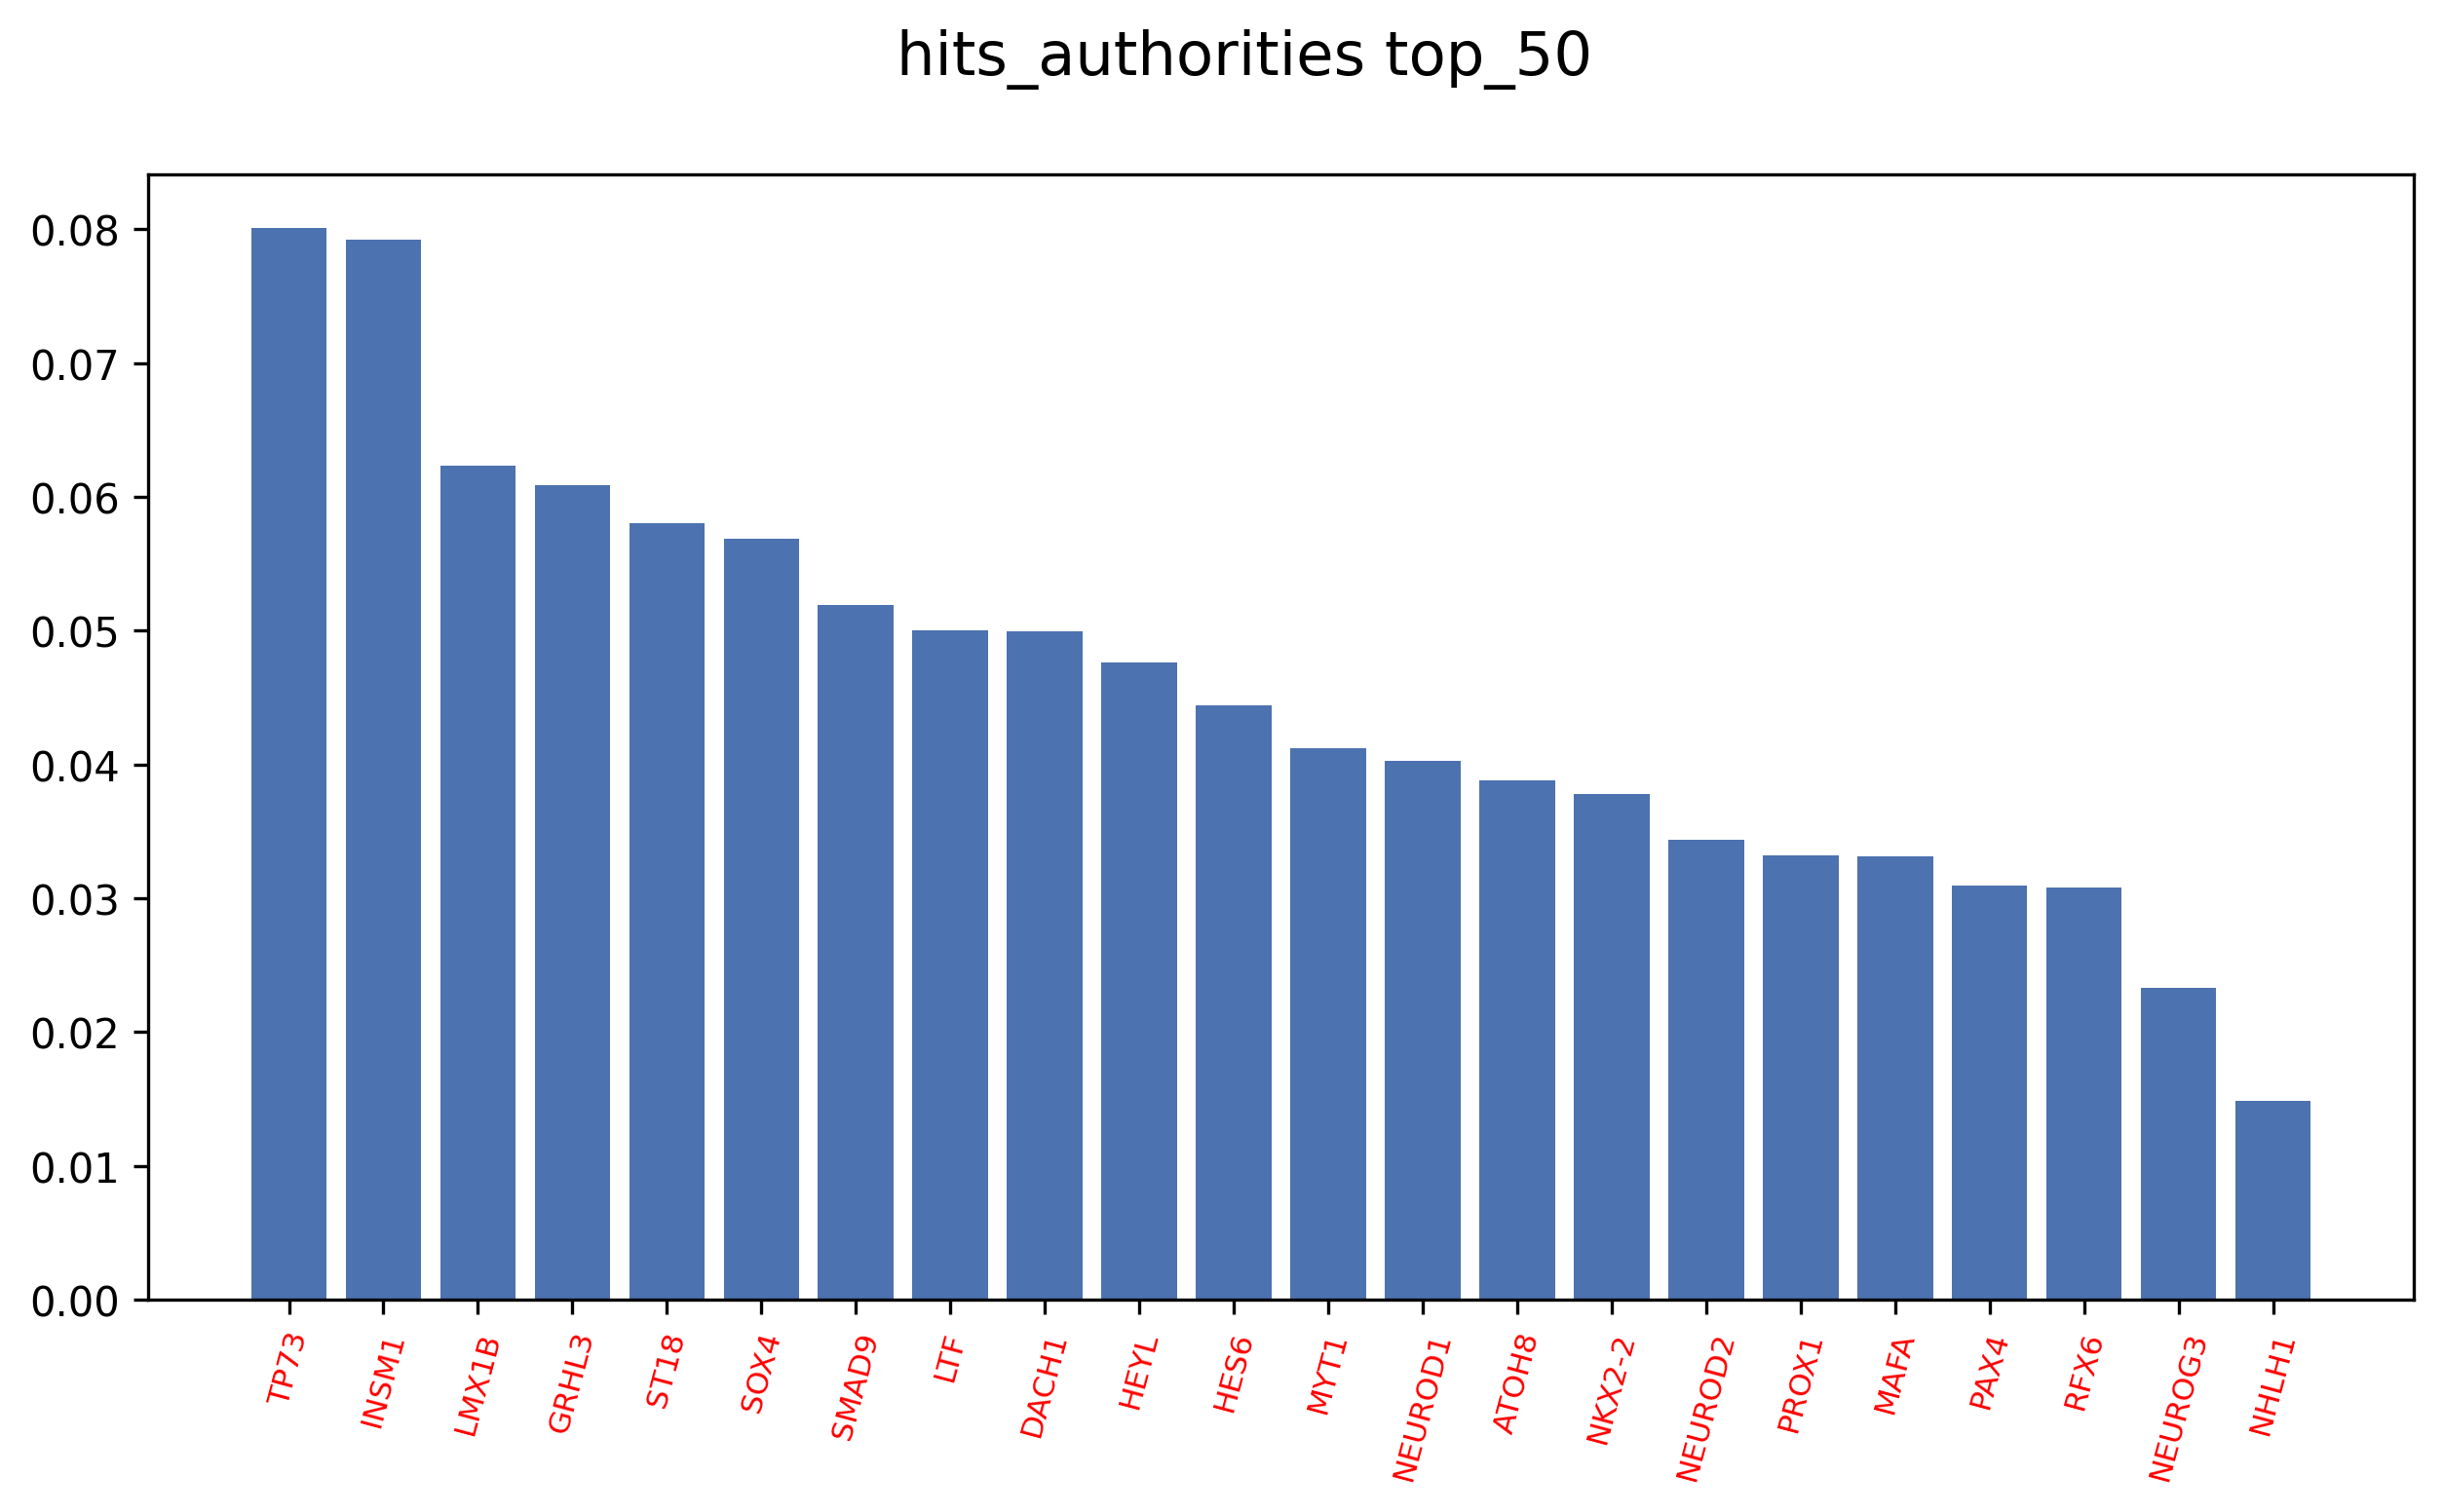 hits_authorities top_50
0.08
0.07
0.06
0.05
0.04
0.03
0.02
0.01
0.00
TP73
INSM1
LMX1B
GRHL3
ST18
SOX4
SMAD9
LTF
DACH1
HEYL
HES6
MYT1
NEUROD1
ATOH8
NKX2-2
NEUROD2
PROX1
MAFA
PAX4
RFX6
NEUROG3
NHLH1